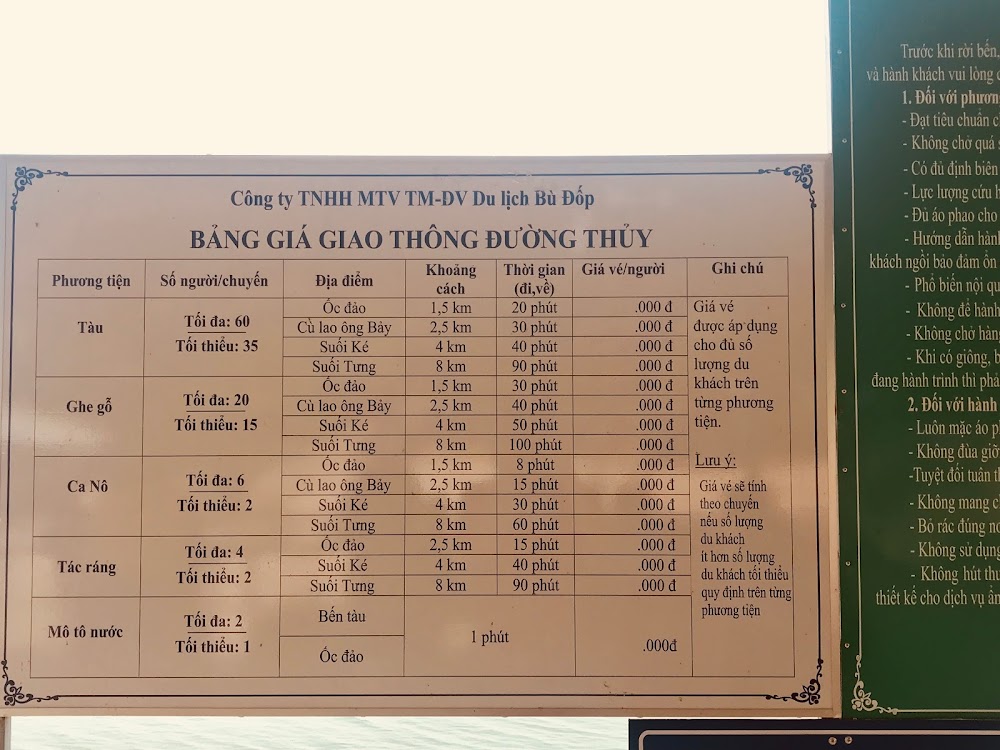 Công ty TNHH MTV TM-ĐV Du lịch Bù Đốp
BẢNG GIÁ GIAO THÔNG ĐƯỜNG THỦY
Phương tiện Số người/chuyến Địa điểm Khoảng cách Thời gian (đi,về) Giá vé/người Ghi chú
Tàu
Tối đa: 60
Tối thiểu: 35
Ốc đảo 1,5 km 20 phút .000 đ
Cù lao ông Bảy 2,5 km 30 phút .000 đ
Suối Ké 4 km 40 phút .000 đ
Suối Tưng 8 km 90 phút .000 đ
Ghe gỗ
Tối đa: 20
Tối thiểu: 15
Ốc đảo 1,5 km 30 phút .000 đ
Cù lao ông Bảy 2,5 km 40 phút .000 đ
Suối Ké 4 km 50 phút .000 đ
Suối Tưng 8 km 100 phút .000 đ
Ca Nô
Tối đa: 6
Tối thiểu: 2
Ốc đảo 1,5 km 8 phút .000 đ
Cù lao ông Bảy 2,5 km 15 phút .000 đ
Suối Ké 4 km 30 phút .000 đ
Suối Tưng 8 km 60 phút .000 đ
Tác ráng
Tối đa: 4
Tối thiểu: 2
Ốc đảo 2,5 km 15 phút .000 đ
Suối Ké 4 km 40 phút .000 đ
Suối Tưng 8 km 90 phút .000 đ
Mô tô nước
Tối đa: 2
Tối thiểu: 1
Bến tàu
Ốc đảo
1 phút
.000đ
Giá vé
được áp dụng
cho đủ số
lượng du
khách trên
từng phương
tiện.
Lưu ý:
Giá vé sẽ tính
theo chuyến
nếu số lượng
du khách
ít hơn số lượng
du khách tối thiểu
quy định trên từng
phương tiện
Trước khi rời bến,
và hành khách vui lòng
1. Đối với phương
- Đạt tiêu chuẩn
- Không chở quá
- Có đủ định biên
- Lực lượng cứu
- Đủ áo phao cho
- Hướng dẫn hành
khách ngồi bảo đảm ổn
- Phổ biến nội quy
- Không để hành
- Không chở hàng
- Khi có giông,
đang hành trình thì phải
2. Đối với hành
- Luôn mặc áo
- Không đùa giỡn
-Tuyệt đối tuân
- Không mang
- Bỏ rác đúng
- Không sử dụng
- Không hút
thiết kế cho dịch vụ